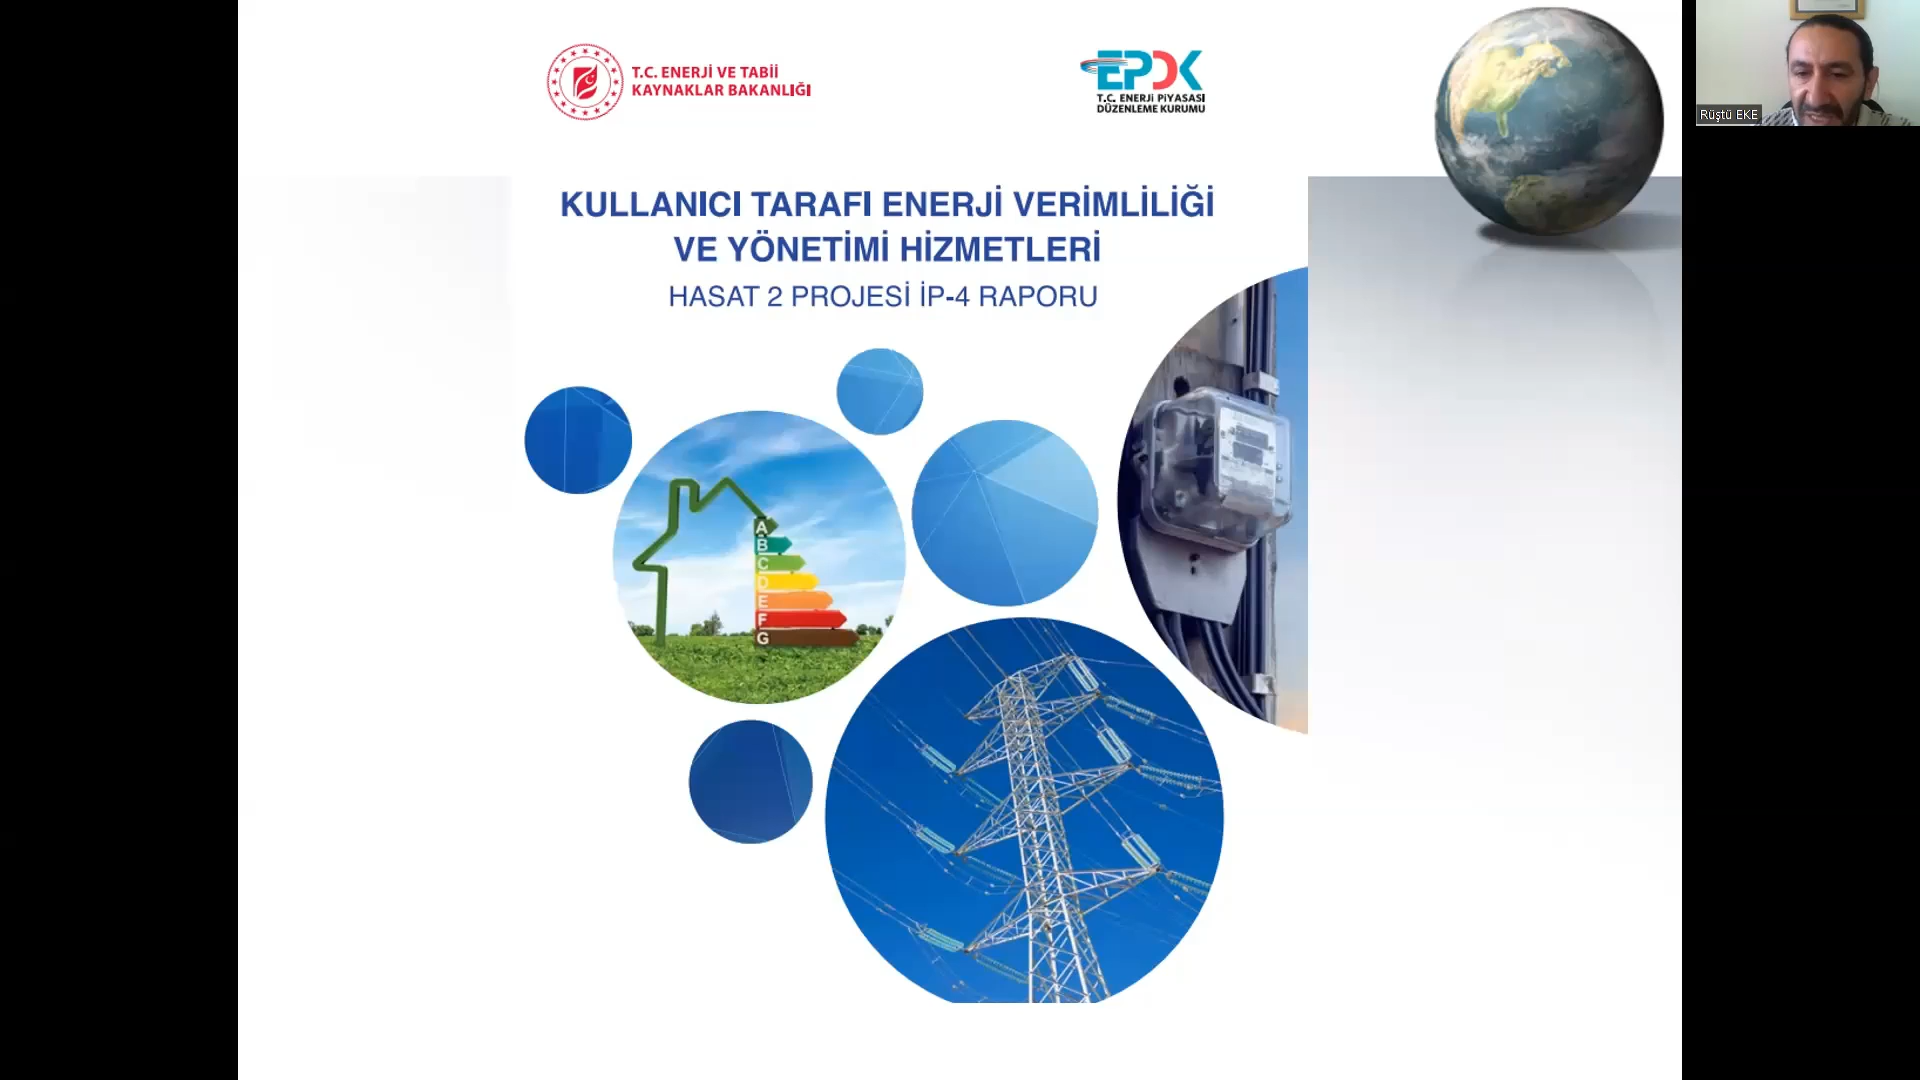 T.C. ENERJİ VE TABİİ
KAYNAKLAR BAKANLIĞI
EPDK
T.C. ENERJİ PİYASASI
DÜZENLEME KURUMU
Rüştü EKE
KULLANICI TARAFI ENERJİ VERİMLİLİĞİ
VE YÖNETİMİ HİZMETLERİ
HASAT 2 PROJESİ İP-4 RAPORU
A
B
C
D
E
F
G